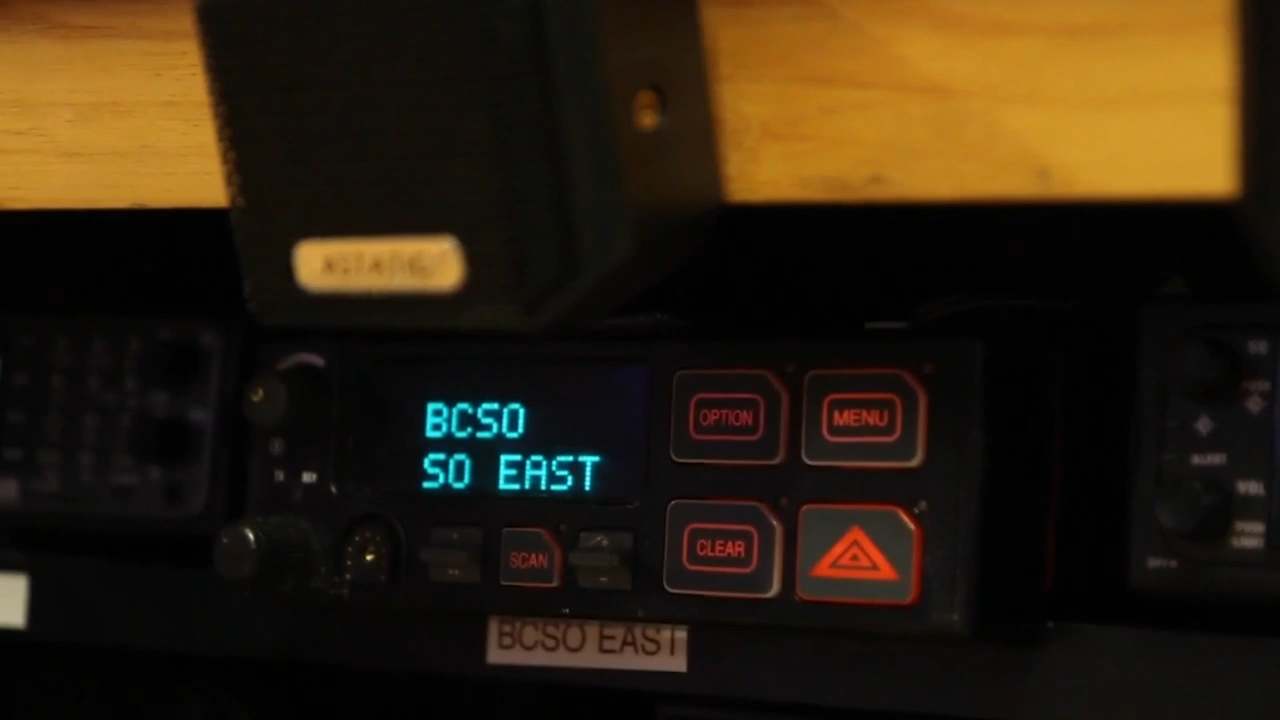 BCSO
SO EAST
OPTION
MENU
SCAN
CLEAR
BCSO EAST